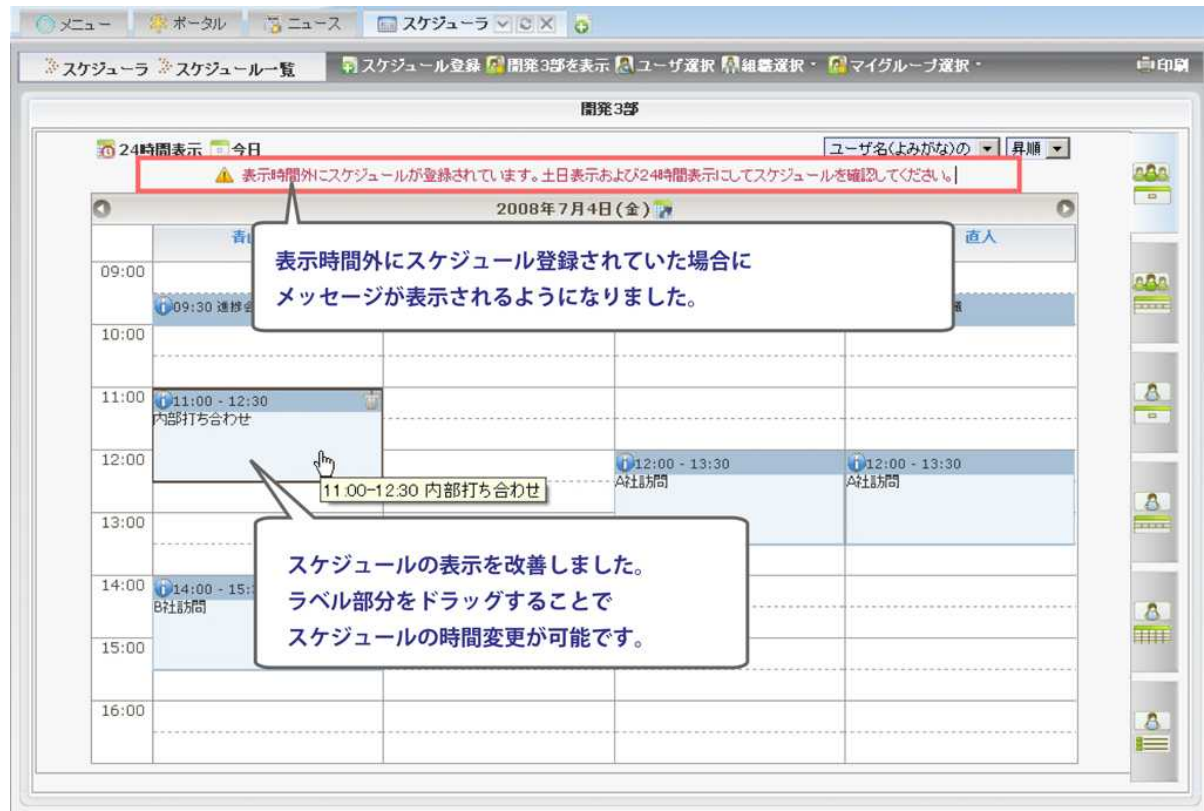 メニュー ポータル ニュース スケジューラ
スケジューラ スケジュール一覧 スケジュール登録 開発3部を表示 ユーザ選択 組織選択 マイグループ選択 印刷
開発3部
24時間表示 今日 ユーザ名(よみがな)の 昇順
表示時間外にスケジュールが登録されています。土日表示および24時間表示にしてスケジュールを確認してください。
2008年7月4日(金)
直人
表示時間外にスケジュール登録されていた場合に
メッセージが表示されるようになりました。
09:00
09:30 進捗
10:00
11:00 11:00 - 12:30
内部打ち合わせ
12:00 12:00 - 13:30 12:00 - 13:30
A社訪問 A社訪問
11:00-12:30 内部打ち合わせ
13:00
スケジュールの表示を改善しました。
ラベル部分をドラッグすることで
スケジュールの時間変更が可能です。
14:00 14:00 - 15:
B社訪問
15:00
16:00